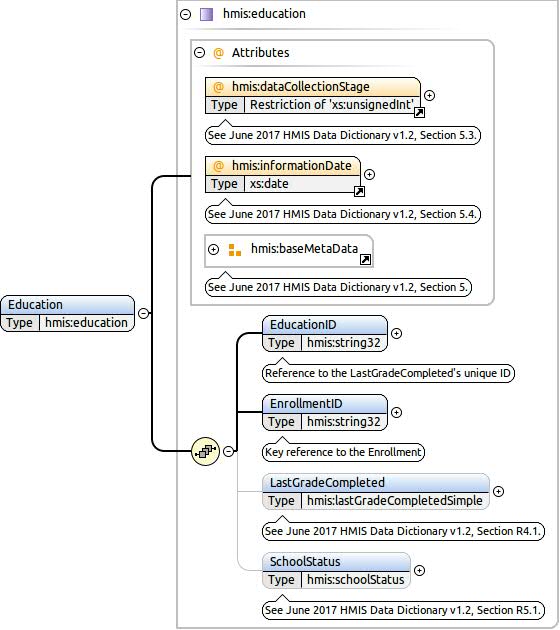 hmis:education
@ Attributes
@ hmis:dataCollectionStage
Type Restriction of 'xs:unsignedInt'
See June 2017 HMIS Data Dictionary v1.2, Section 5.3.
@ hmis:informationDate
Type xs:date
See June 2017 HMIS Data Dictionary v1.2, Section 5.4.
hmis:baseMetaData
See June 2017 HMIS Data Dictionary v1.2, Section 5.
Education
Type hmis:education
EducationID
Type hmis:string32
Reference to the LastGradeCompleted's unique ID
EnrollmentID
Type hmis:string32
Key reference to the Enrollment
LastGradeCompleted
Type hmis:lastGradeCompletedSimple
See June 2017 HMIS Data Dictionary v1.2, Section R4.1.
SchoolStatus
Type hmis:schoolStatus
See June 2017 HMIS Data Dictionary v1.2, Section R5.1.